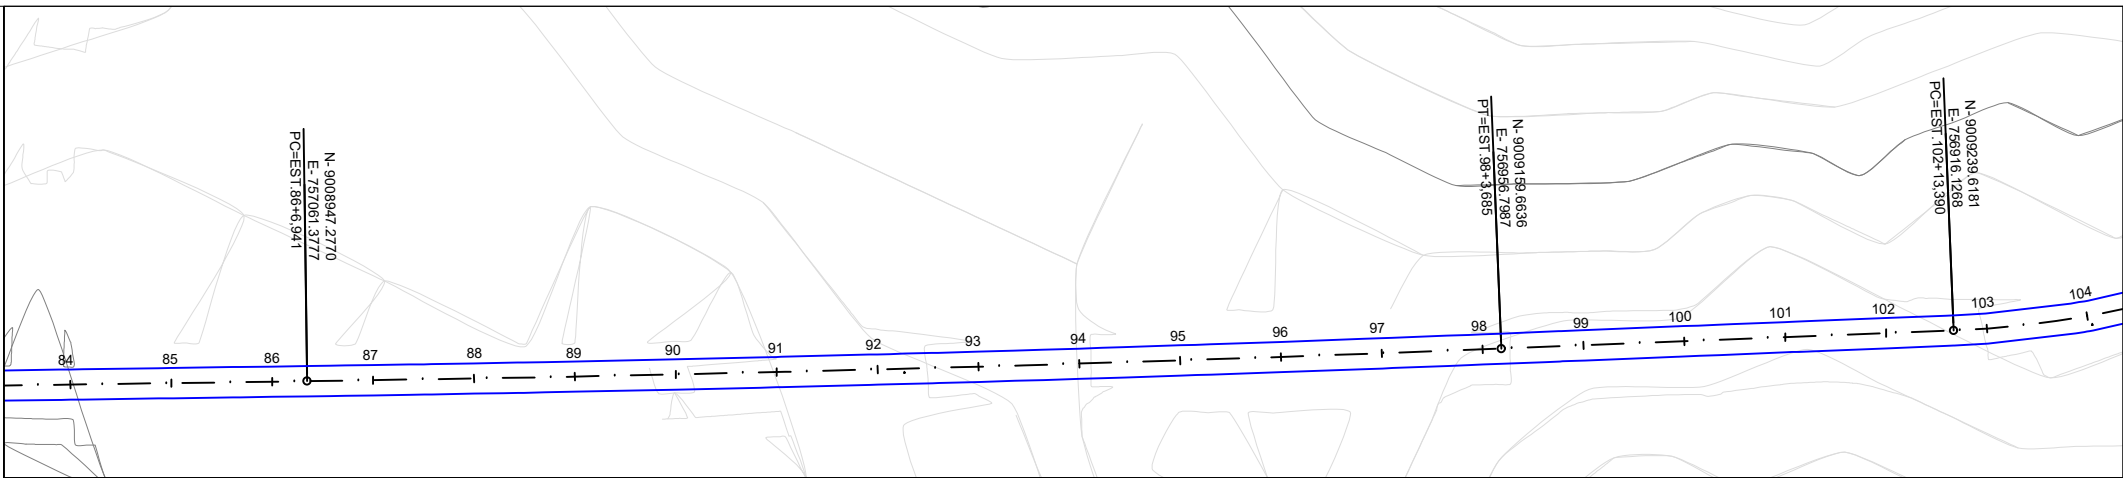 N- 9008947.2770
E- 757061.3777
PC=EST.86+6,941
N- 9009159.6636
E- 756956.7987
PT=EST.98+3,685
N- 9009239.6181
E- 756916.1268
PC=EST.102+13,390
84
85
86
87
88
89
90
91
92
93
94
95
96
97
98
99
100
101
102
103
104